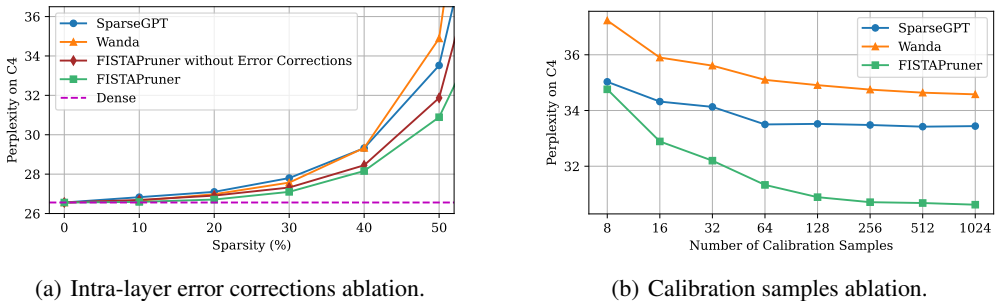 36
34
32
30
28
26
Perplexity on C4
SparseGPT
Wanda
FISTAPruner without Error Corrections
FISTAPruner
Dense
0 10 20 30 40 50
Sparsity (%)
(a) Intra-layer error corrections ablation.
36
34
32
Perplexity on C4
SparseGPT
Wanda
FISTAPruner
8 16 32 64 128 256 512 1024
Number of Calibration Samples
(b) Calibration samples ablation.